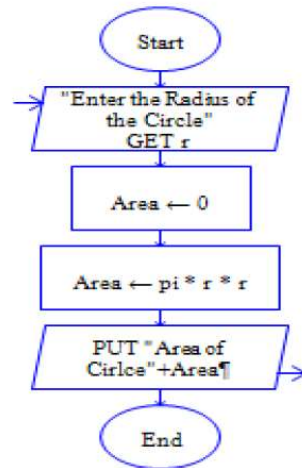 Start
"Enter the Radius of
the Circle"
GET r
Area ← 0
Area ← pi * r * r
PUT "Area of
Cirlce"+Area¶
End